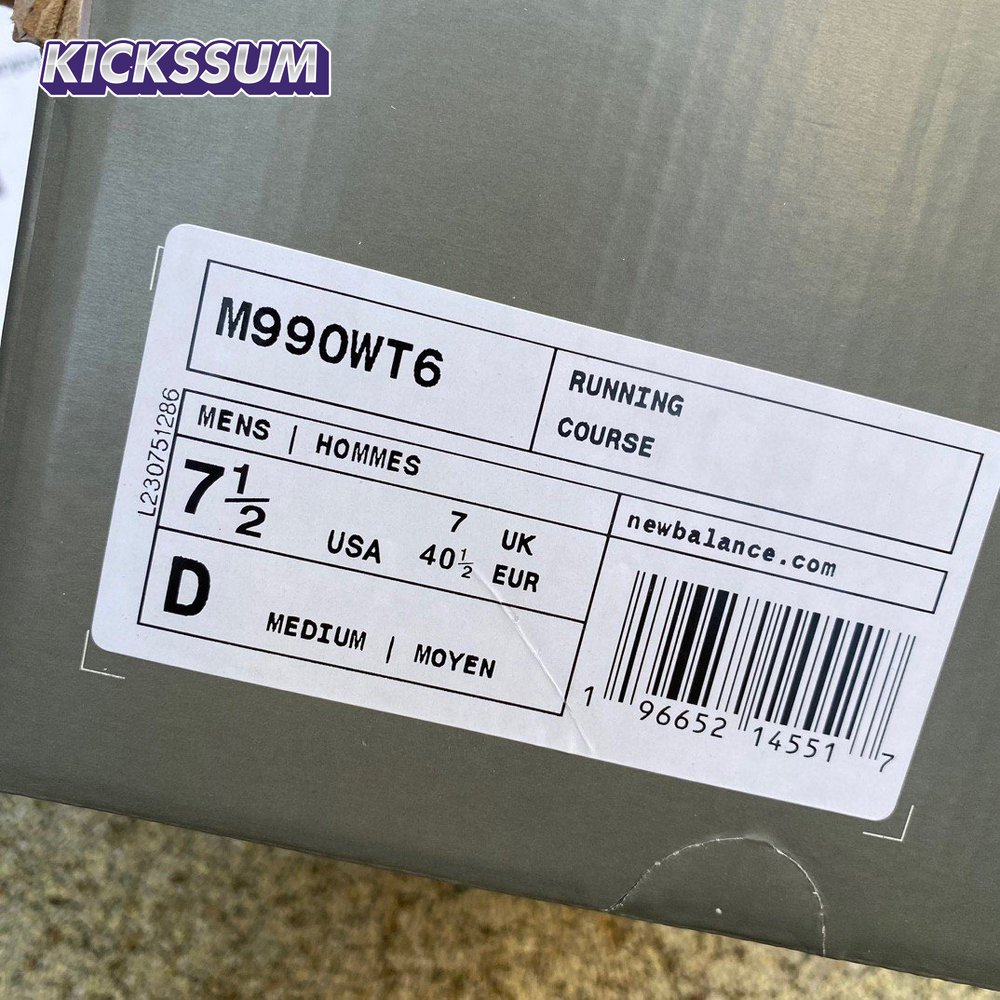 KICKSSUM
M990WT6
RUNNING
COURSE
L230751286
MENS | HOMMES
7½
USA
7 UK
40½ EUR
D
MEDIUM | MOYEN
newbalance.com
1 96652 14551 7